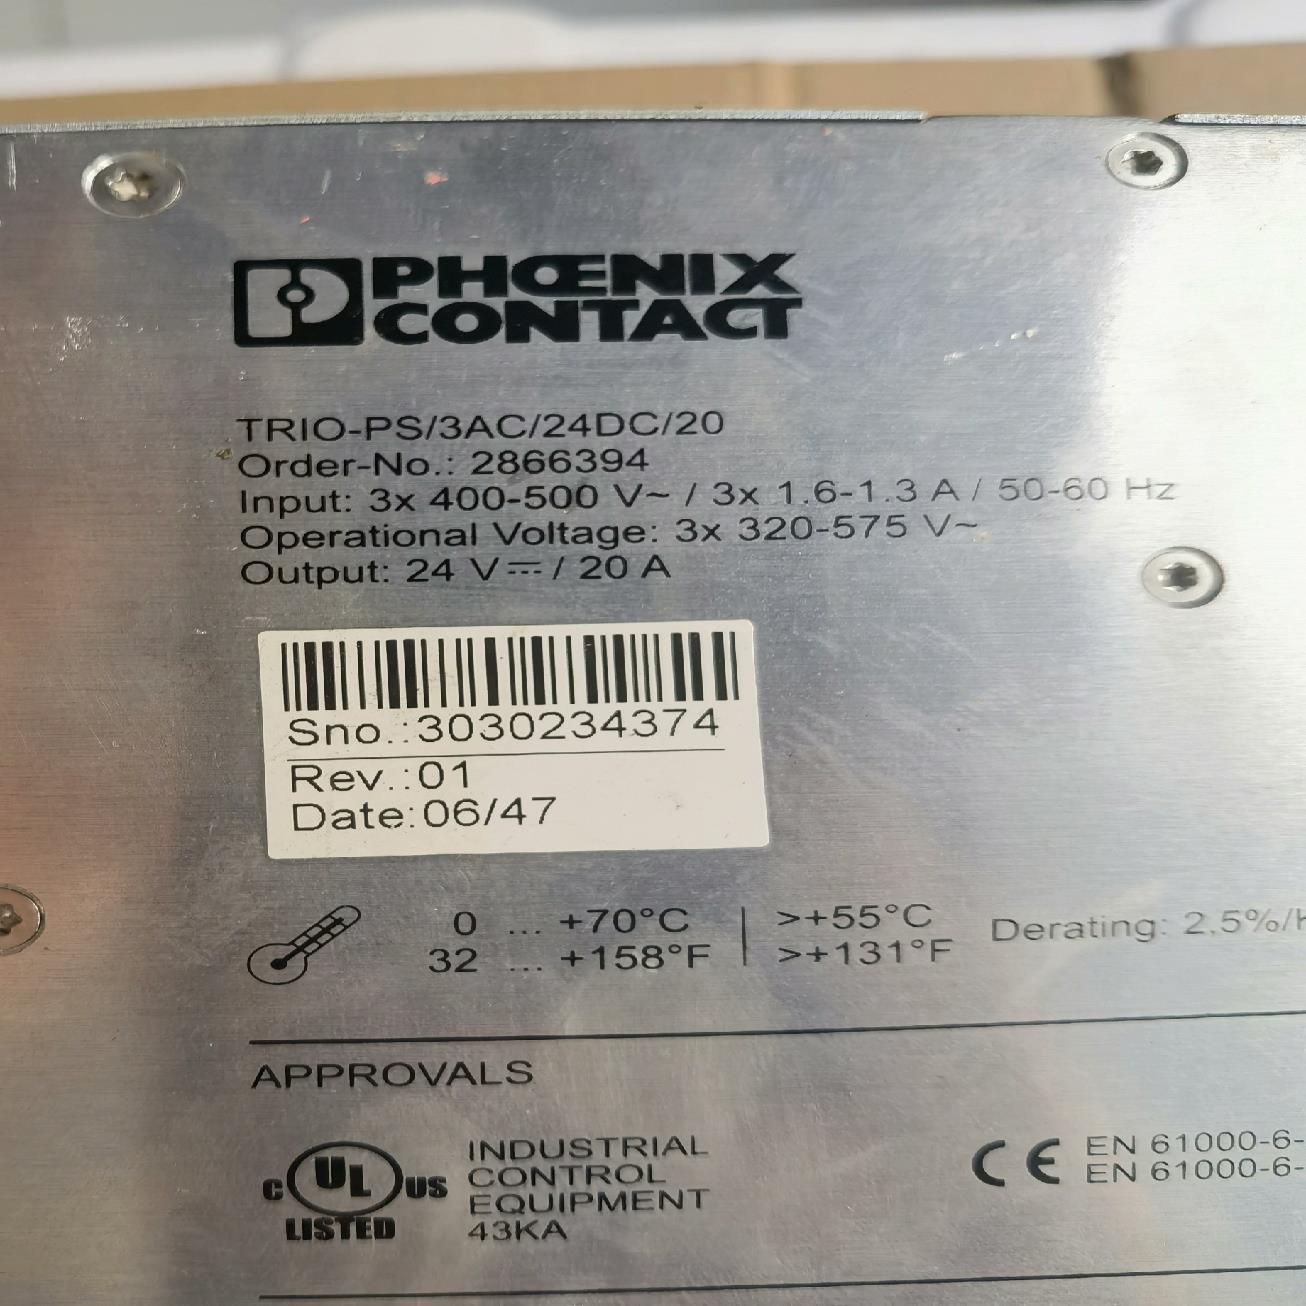 PHŒNIX
CONTACT
TRIO-PS/3AC/24DC/20
Order-No.: 2866394
Input: 3x 400-500 V~ / 3x 1.6-1.3 A / 50-60 Hz
Operational Voltage: 3x 320-575 V~
Output: 24 V⎓ / 20 A
Sno.:3030234374
Rev.:01
Date:06/47
0 ... +70°C | >+55°C Derating: 2,5%/K
32 ... +158°F | >+131°F
APPROVALS
C UL US LISTED
INDUSTRIAL
CONTROL
EQUIPMENT
43KA
CE
EN 61000-6-
EN 61000-6-